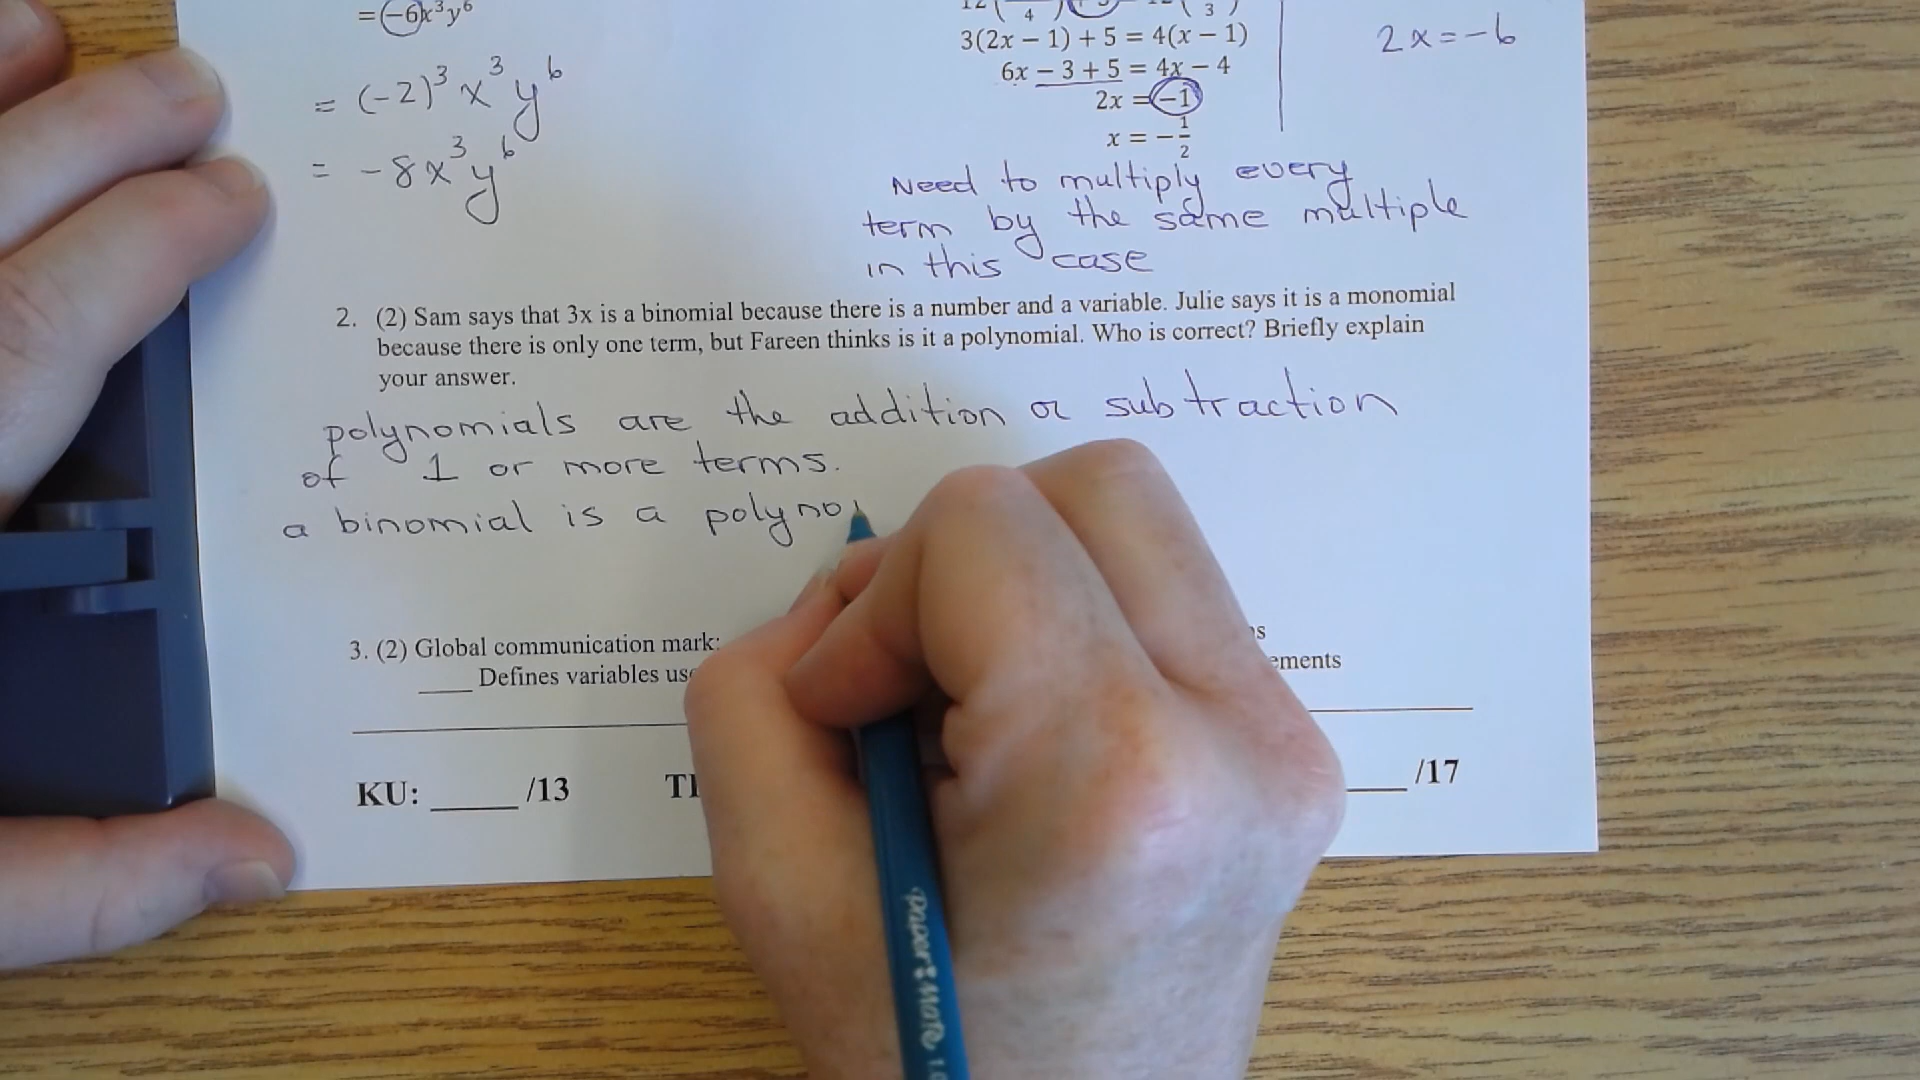 = (-6)x³y⁶
= (-2)³ x³ y⁶
= -8x³y⁶
3(2x − 1) + 5 = 4(x − 1)
6x − 3 + 5 = 4x − 4
2x = −1
x = −1/2
2x = -6
Need to multiply every
term by the same multiple
in this case
2. (2) Sam says that 3x is a binomial because there is a number and a variable. Julie says it is a monomial
because there is only one term, but Fareen thinks is it a polynomial. Who is correct? Briefly explain
your answer.
polynomials are the addition or subtraction
of 1 or more terms.
a binomial is a polyno
3. (2) Global communication mark:
____ Defines variables
ements
KU: _____ /13
____ /17
Paper Mate